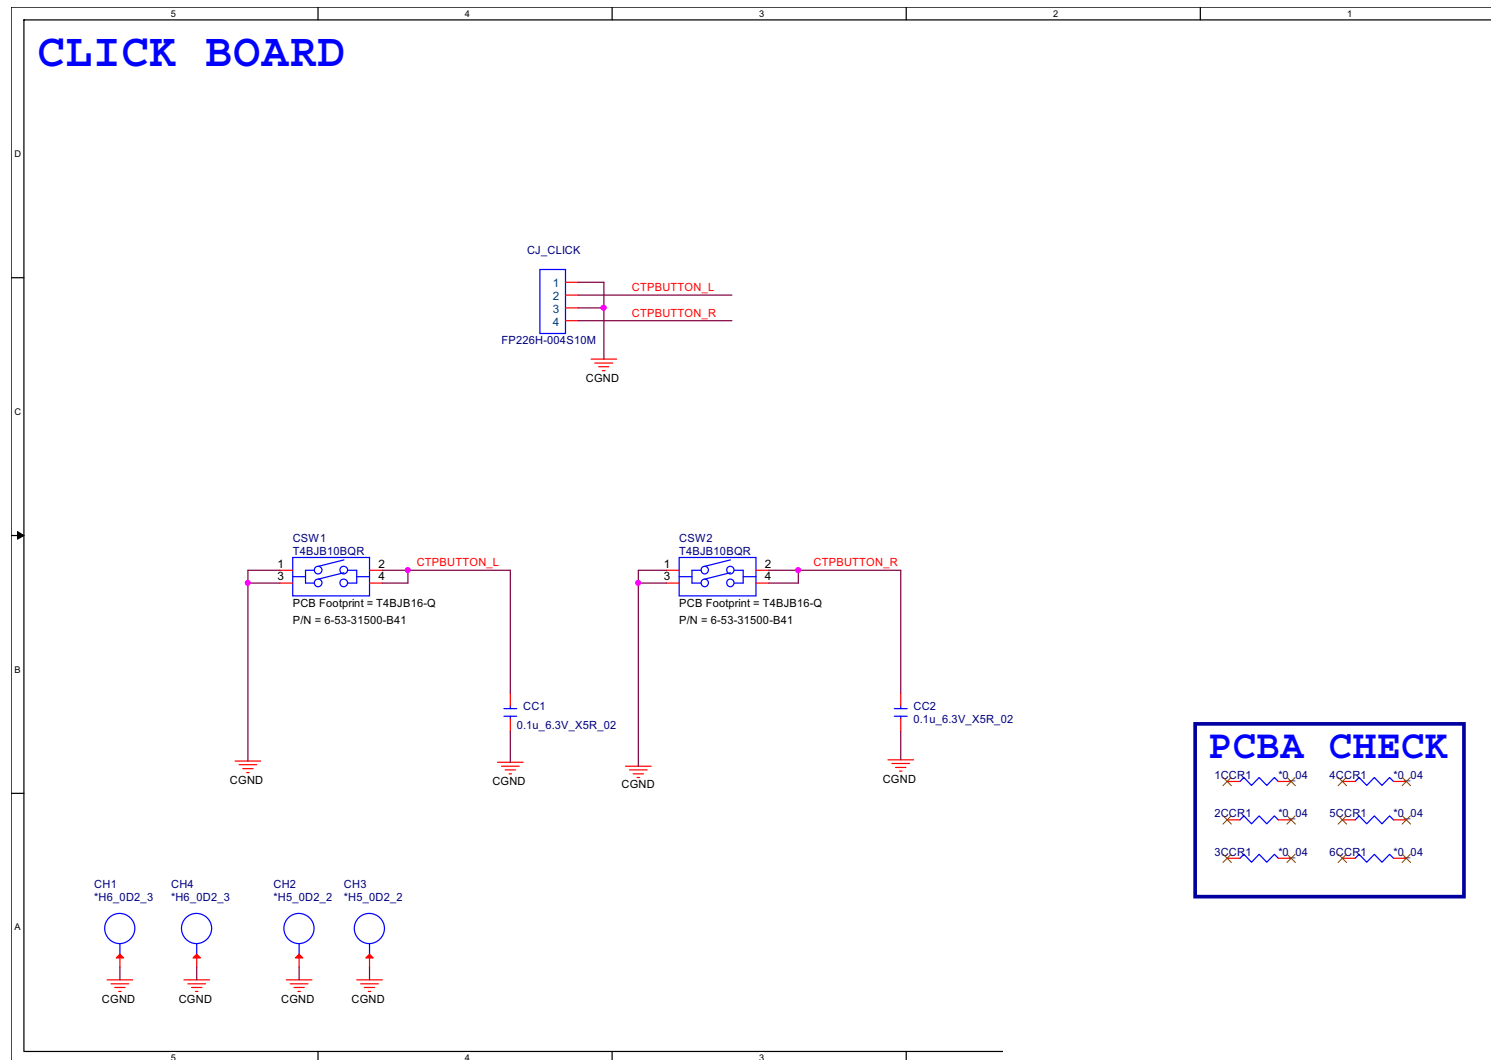 5 4 3 2 1
CLICK BOARD
D
CJ_CLICK
1
2
3
4
CTPBUTTON_L
CTPBUTTON_R
FP226H-004S10M
CGND
C
CSW1
T4BJB10BQR
1 2
3 4
CTPBUTTON_L
PCB Footprint = T4BJB16-Q
P/N = 6-53-31500-B41
CSW2
T4BJB10BQR
1 2
3 4
CTPBUTTON_R
PCB Footprint = T4BJB16-Q
P/N = 6-53-31500-B41
B
CC1
0.1u_6.3V_X5R_02
CC2
0.1u_6.3V_X5R_02
CGND
CGND
CGND
CGND
PCBA CHECK
1CCR1 *0_04 4CCR1 *0_04
2CCR1 *0_04 5CCR1 *0_04
3CCR1 *0_04 6CCR1 *0_04
A
CH1 CH4 CH2 CH3
*H6_0D2_3 *H6_0D2_3 *H5_0D2_2 *H5_0D2_2
CGND CGND CGND CGND
5 4 3